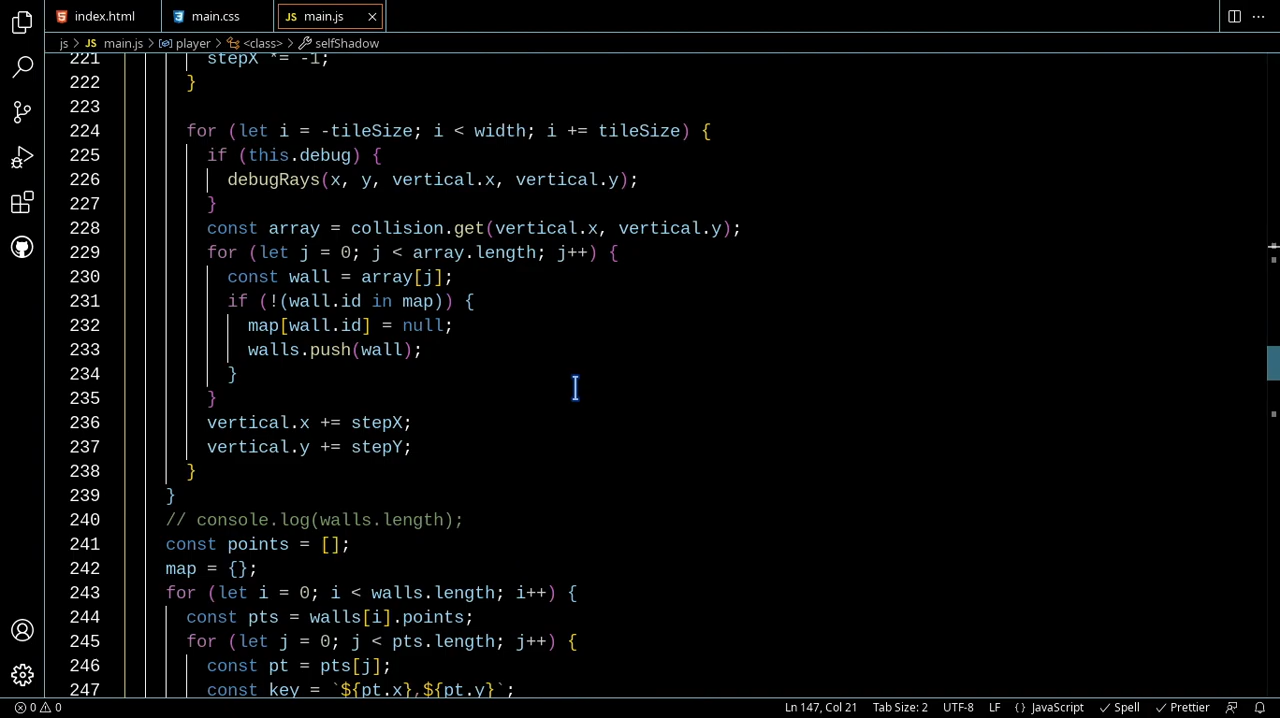 index.html
main.css
JS main.js
js > JS main.js > player > <class> > selfShadow
221 stepX *= -1;
222 }
223
224 for (let i = -tileSize; i < width; i += tileSize) {
225 if (this.debug) {
226 debugRays(x, y, vertical.x, vertical.y);
227 }
228 const array = collision.get(vertical.x, vertical.y);
229 for (let j = 0; j < array.length; j++) {
230 const wall = array[j];
231 if (!(wall.id in map)) {
232 map[wall.id] = null;
233 walls.push(wall);
234 }
235 }
236 vertical.x += stepX;
237 vertical.y += stepY;
238 }
239 }
240 // console.log(walls.length);
241 const points = [];
242 map = {};
243 for (let i = 0; i < walls.length; i++) {
244 const pts = walls[i].points;
245 for (let j = 0; j < pts.length; j++) {
246 const pt = pts[j];
247 const key = `${pt.x},${pt.y}`;
0 0
Ln 147, Col 21
Tab Size: 2
UTF-8
LF
{} JavaScript
Spell
Prettier